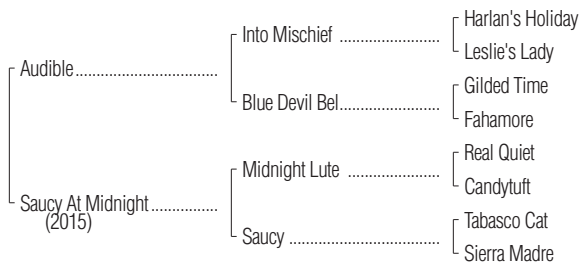 Harlan's Holiday
Into Mischief ....................
Leslie's Lady
Audible............................
Gilded Time
Blue Devil Bel....................
Fahamore
Real Quiet
Midnight Lute ..................
Candytuft
Saucy At Midnight.............
(2015)
Tabasco Cat
Saucy ..............................
Sierra Madre